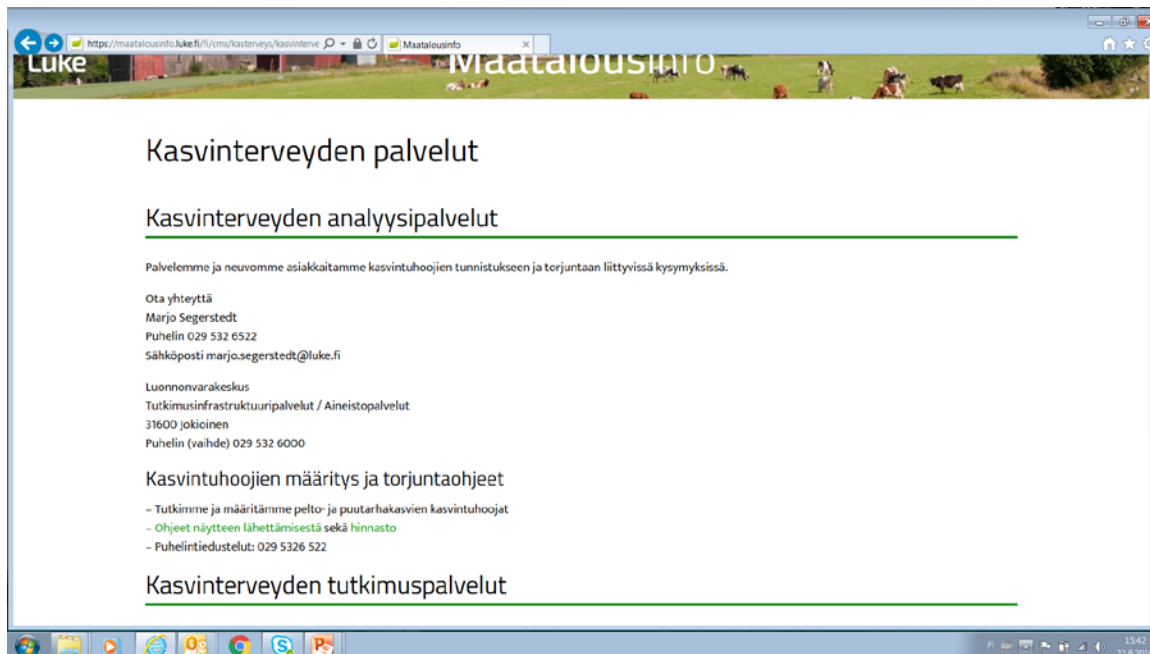 https://maatalousinfo.luke.fi/fi/cms/kasterveys/kasvinterve
Maatalousinfo
Luke
Maatalousinfo
Kasvinterveyden palvelut
Kasvinterveyden analyysipalvelut
Palvelemme ja neuvomme asiakkaitamme kasvintuhoojien tunnistukseen ja torjuntaan liittyvissä kysymyksissä.
Ota yhteyttä
Marjo Segerstedt
Puhelin 029 532 6522
Sähköposti marjo.segerstedt@luke.fi
Luonnonvarakeskus
Tutkimusinfrastruktuuripalvelut / Aineistopalvelut
31600 Jokioinen
Puhelin (vaihde) 029 532 6000
Kasvintuhoojien määritys ja torjuntaohjeet
– Tutkimme ja määritämme pelto- ja puutarhakasvien kasvintuhoojat
– Ohjeet näytteen lähettämisestä sekä hinnasto
– Puhelintiedustelut: 029 5326 522
Kasvinterveyden tutkimuspalvelut
15:42